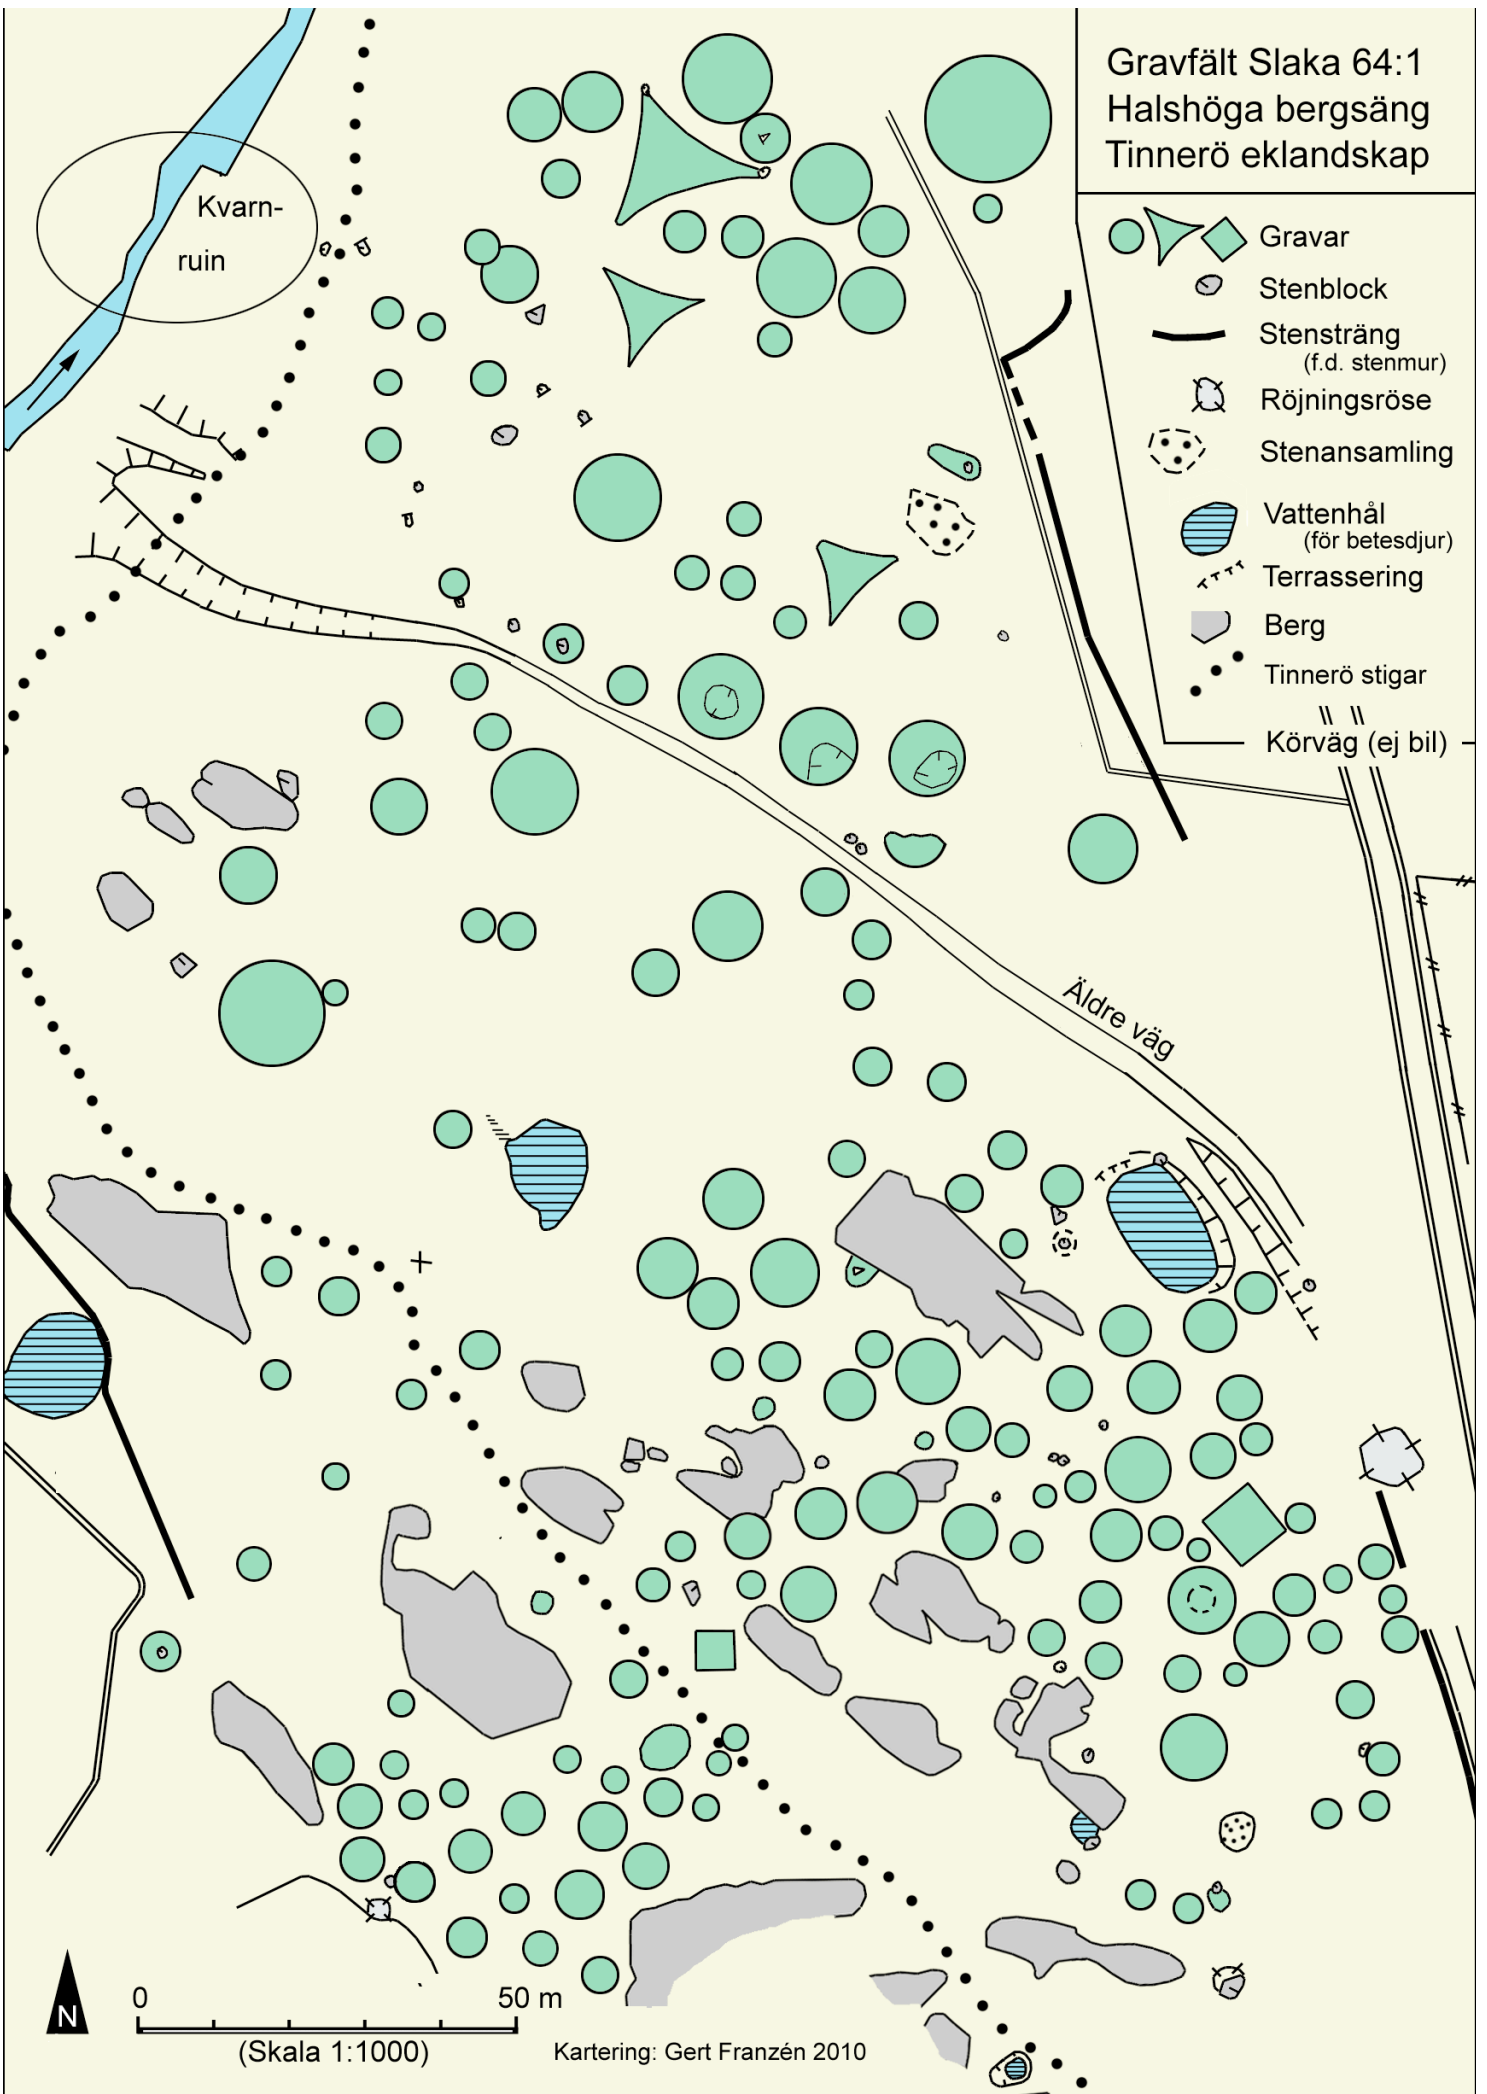 Gravfält Slaka 64:1
Halshöga bergsäng
Tinnerö eklandskap
Gravar
Stenblock
Stensträng
(f.d. stenmur)
Röjningsröse
Stenansamling
Vattenhål
(för betesdjur)
Terrassering
Berg
Tinnerö stigar
Körväg (ej bil)
Kvarn-
ruin
Äldre väg
N
0 50 m
(Skala 1:1000)
Kartering: Gert Franzén 2010